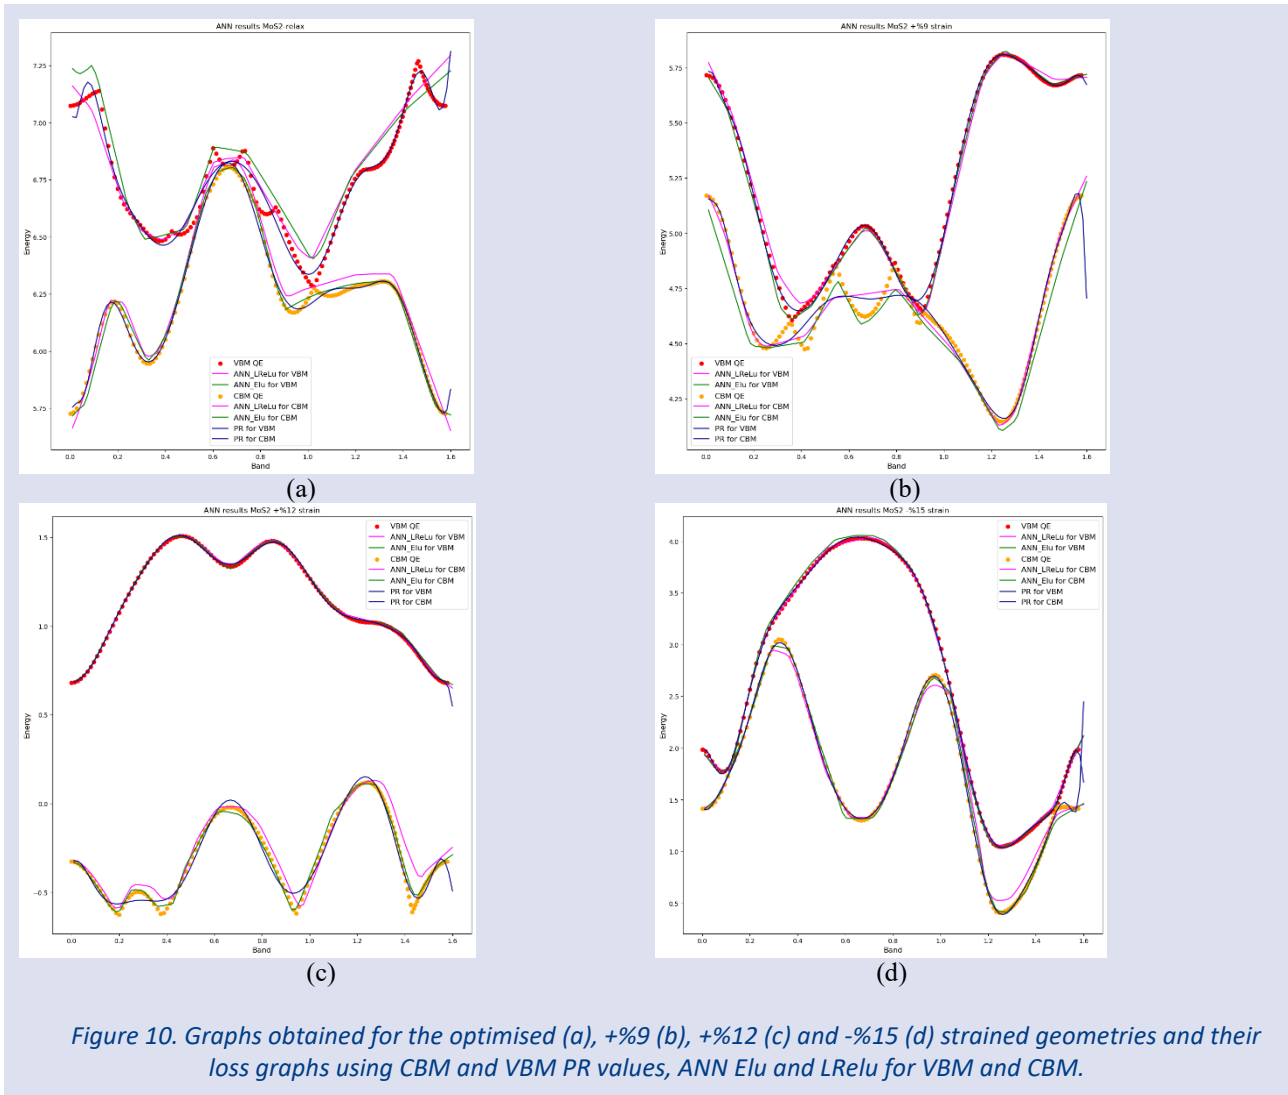 ANN results MoS2-relax
7.25
7.00
6.75
6.50
6.25
6.00
5.75
Energy
VBM QE
ANN_LReLu for VBM
ANN_Elu for VBM
CBM QE
ANN_LReLu for CBM
ANN_Elu for CBM
PR for VBM
PR for CBM
0.0 0.2 0.4 0.6 0.8 1.0 1.2 1.4 1.6
Band
(a)
ANN results MoS2 +%9 strain
5.75
5.50
5.25
5.00
4.75
4.50
4.25
Energy
VBM QE
ANN_LReLu for VBM
ANN_Elu for VBM
CBM QE
ANN_LReLu for CBM
ANN_Elu for CBM
PR for VBM
PR for CBM
0.0 0.2 0.4 0.6 0.8 1.0 1.2 1.4 1.6
Band
(b)
ANN results MoS2 +%12 strain
1.5
1.0
0.5
0.0
−0.5
Energy
VBM QE
ANN_LReLu for VBM
ANN_Elu for VBM
CBM QE
ANN_LReLu for CBM
ANN_Elu for CBM
PR for VBM
PR for CBM
0.0 0.2 0.4 0.6 0.8 1.0 1.2 1.4 1.6
Band
(c)
ANN results MoS2 -%15 strain
4.0
3.5
3.0
2.5
2.0
1.5
1.0
0.5
Energy
VBM QE
ANN_LReLu for VBM
ANN_Elu for VBM
CBM QE
ANN_LReLu for CBM
ANN_Elu for CBM
PR for VBM
PR for CBM
0.0 0.2 0.4 0.6 0.8 1.0 1.2 1.4 1.6
Band
(d)
Figure 10. Graphs obtained for the optimised (a), +%9 (b), +%12 (c) and -%15 (d) strained geometries and their
loss graphs using CBM and VBM PR values, ANN Elu and LRelu for VBM and CBM.